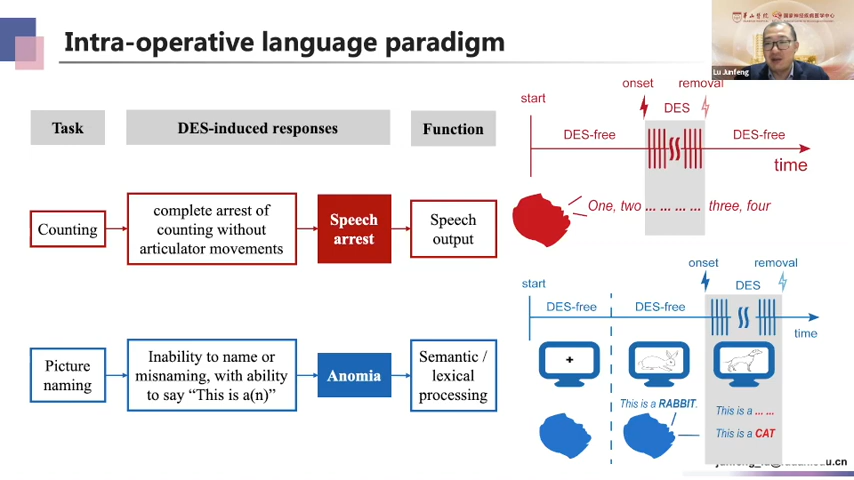 Intra-operative language paradigm
Lu Junfeng
Task
DES-induced responses
Function
Counting
complete arrest of
counting without
articulator movements
Speech
arrest
Speech
output
Picture
naming
Inability to name or
misnaming, with ability
to say “This is a(n)”
Anomia
Semantic /
lexical
processing
onset
removal
start
DES
DES-free
DES-free
time
One, two ... ... ... ... three, four
onset
removal
start
DES
DES-free
DES-free
time
+
This is a RABBIT.
This is a ... ...
This is a CAT